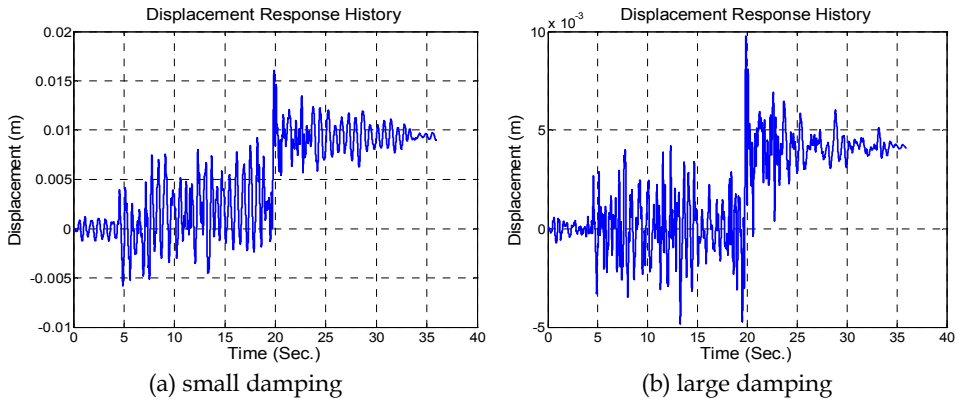 Displacement Response History
0.02
0.015
0.01
0.005
0
-0.005
-0.01
Displacement (m)
0 5 10 15 20 25 30 35 40
Time (Sec.)
(a) small damping
Displacement Response History
x 10⁻³
10
5
0
-5
Displacement (m)
0 5 10 15 20 25 30 35 40
Time (Sec.)
(b) large damping